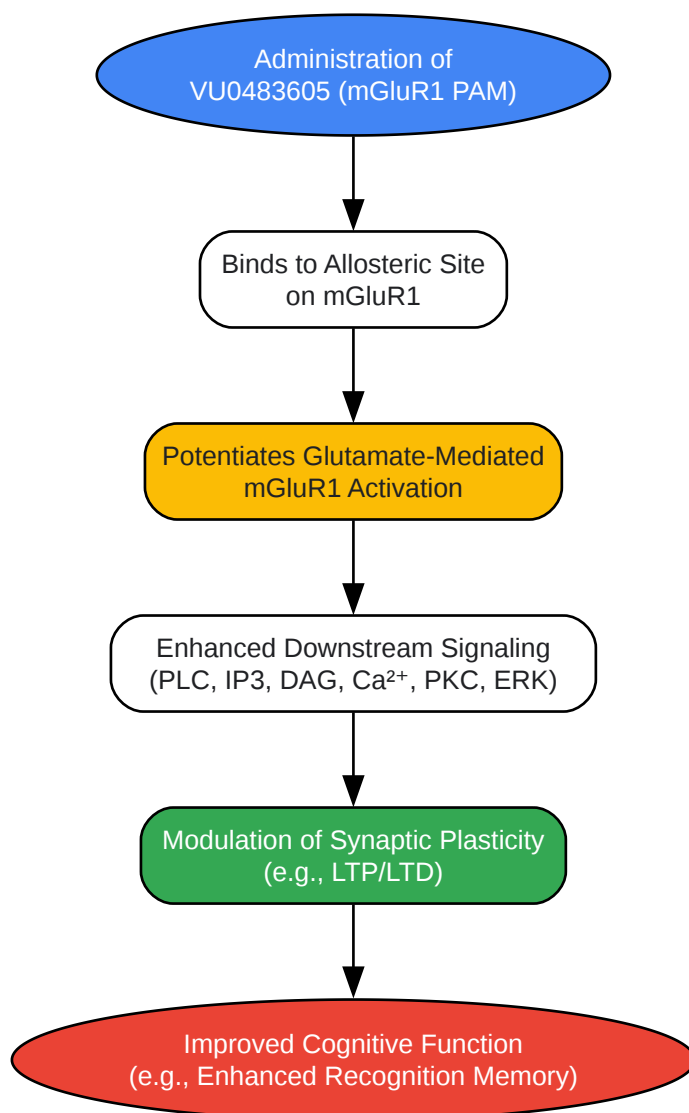 Administration of
VU0483605 (mGluR1 PAM)
Binds to Allosteric Site
on mGluR1
Potentiates Glutamate-Mediated
mGluR1 Activation
Enhanced Downstream Signaling
(PLC, IP3, DAG, Ca²⁺, PKC, ERK)
Modulation of Synaptic Plasticity
(e.g., LTP/LTD)
Improved Cognitive Function
(e.g., Enhanced Recognition Memory)